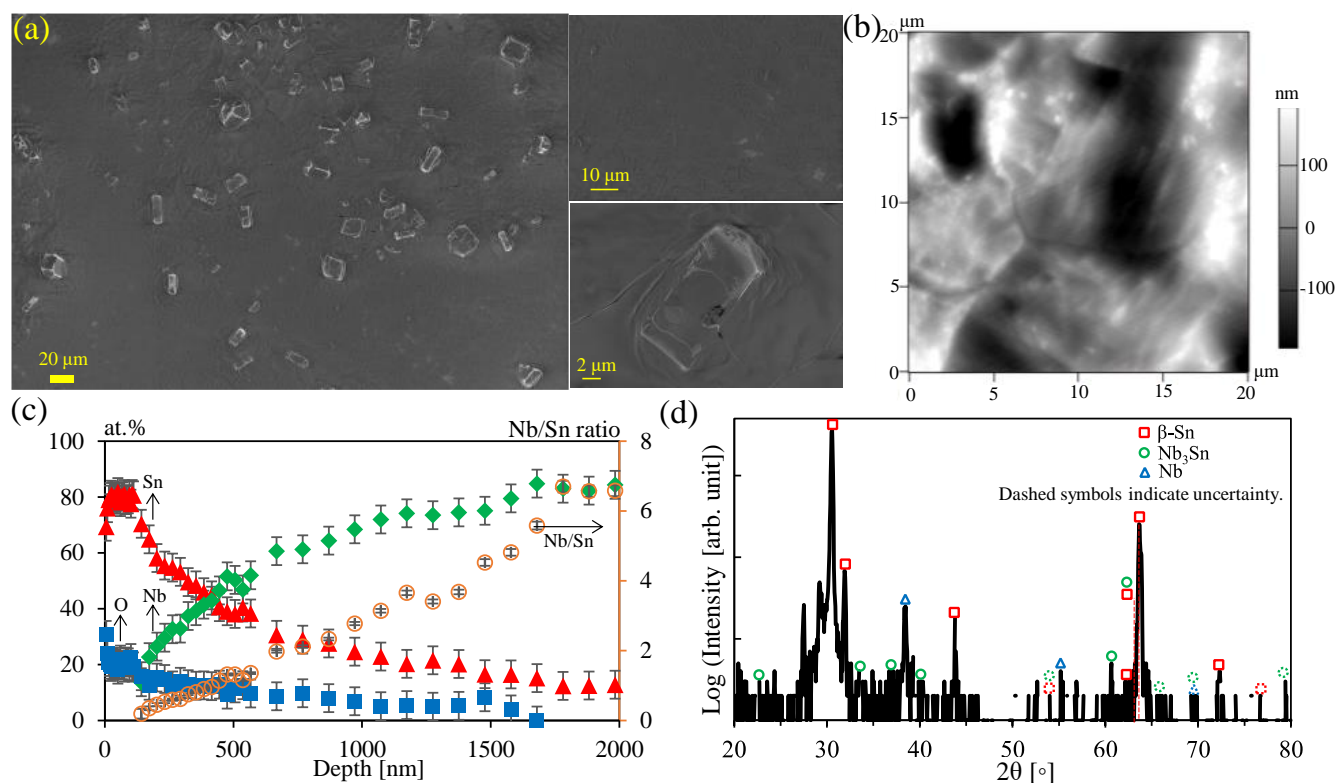 (a)
20 µm
10 µm
2 µm
(b)
µm
20
15
10
5
0
0
5
10
15
20
µm
nm
100
0
-100
(c)
at.%
Nb/Sn ratio
100
80
60
40
20
0
8
6
4
2
0
Sn
O
Nb
Nb/Sn
0
500
1000
1500
2000
Depth [nm]
(d)
β-Sn
Nb₃Sn
Nb
Dashed symbols indicate uncertainty.
Log (Intensity [arb. unit])
20
30
40
50
60
70
80
2θ [∘]